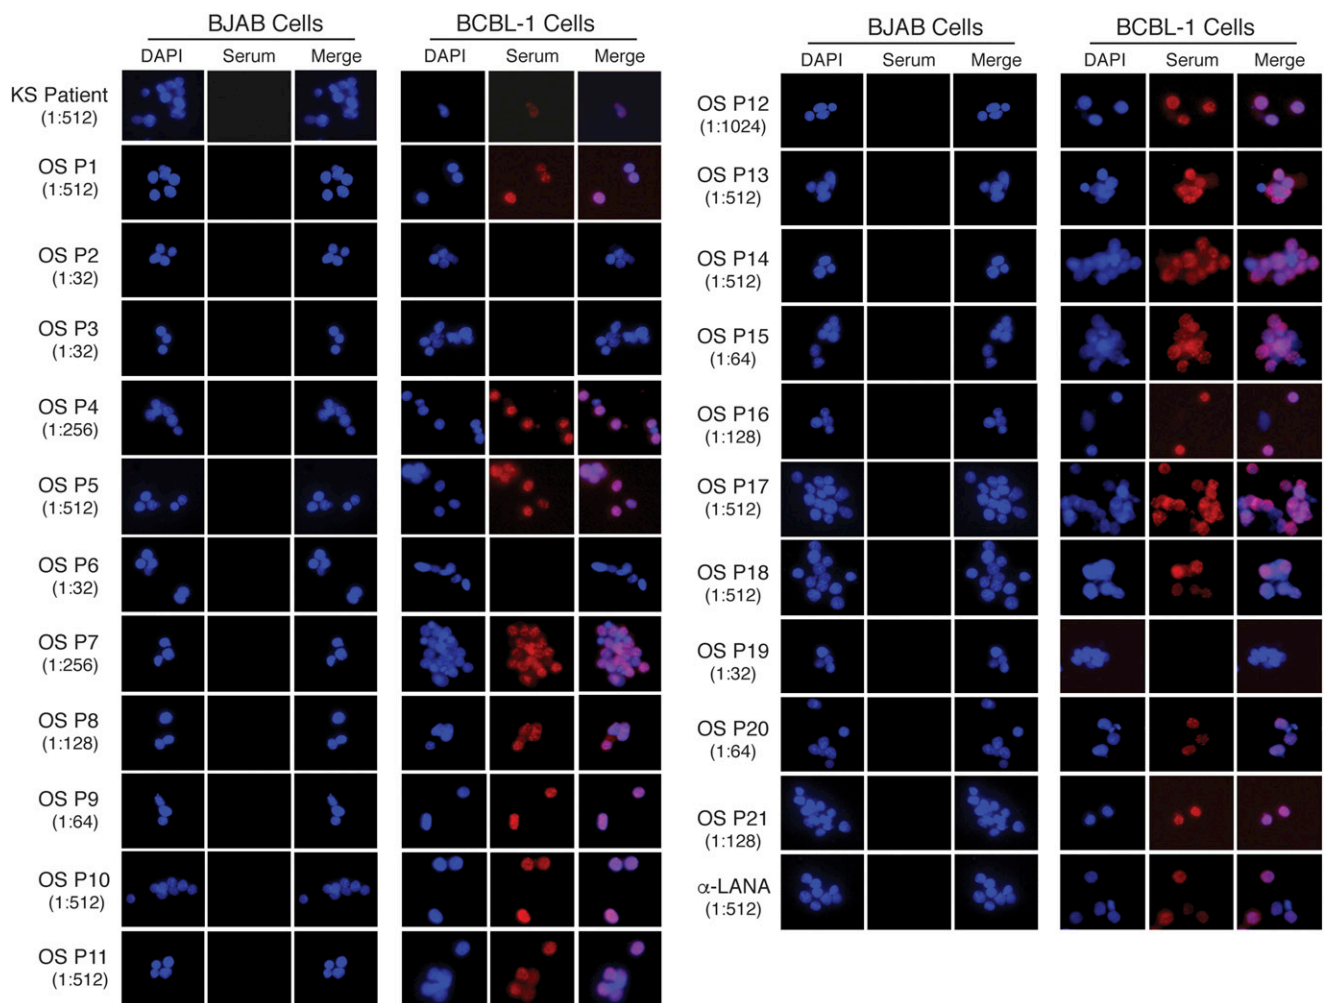 BJAB Cells
BCBL-1 Cells
DAPI Serum Merge
DAPI Serum Merge
KS Patient
(1:512)
OS P1
(1:512)
OS P2
(1:32)
OS P3
(1:32)
OS P4
(1:256)
OS P5
(1:512)
OS P6
(1:32)
OS P7
(1:256)
OS P8
(1:128)
OS P9
(1:64)
OS P10
(1:512)
OS P11
(1:512)
BJAB Cells
BCBL-1 Cells
DAPI Serum Merge
DAPI Serum Merge
OS P12
(1:1024)
OS P13
(1:512)
OS P14
(1:512)
OS P15
(1:64)
OS P16
(1:128)
OS P17
(1:512)
OS P18
(1:512)
OS P19
(1:32)
OS P20
(1:64)
OS P21
(1:128)
α-LANA
(1:512)